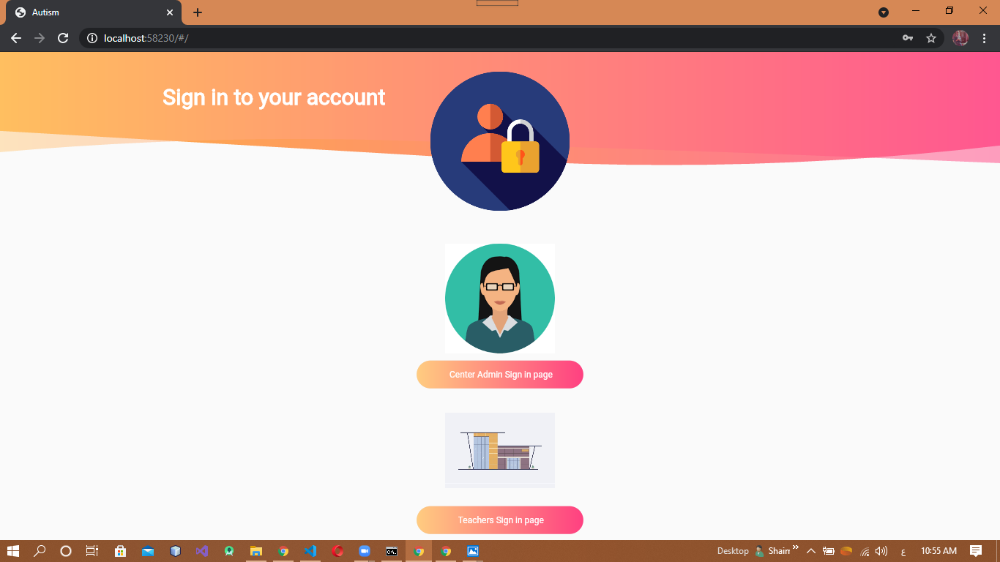 Autism
localhost:58230/#/
Sign in to your account
Center Admin Sign in page
Teachers Sign in page
C:\.
Desktop
Shain
ع
10:55 AM